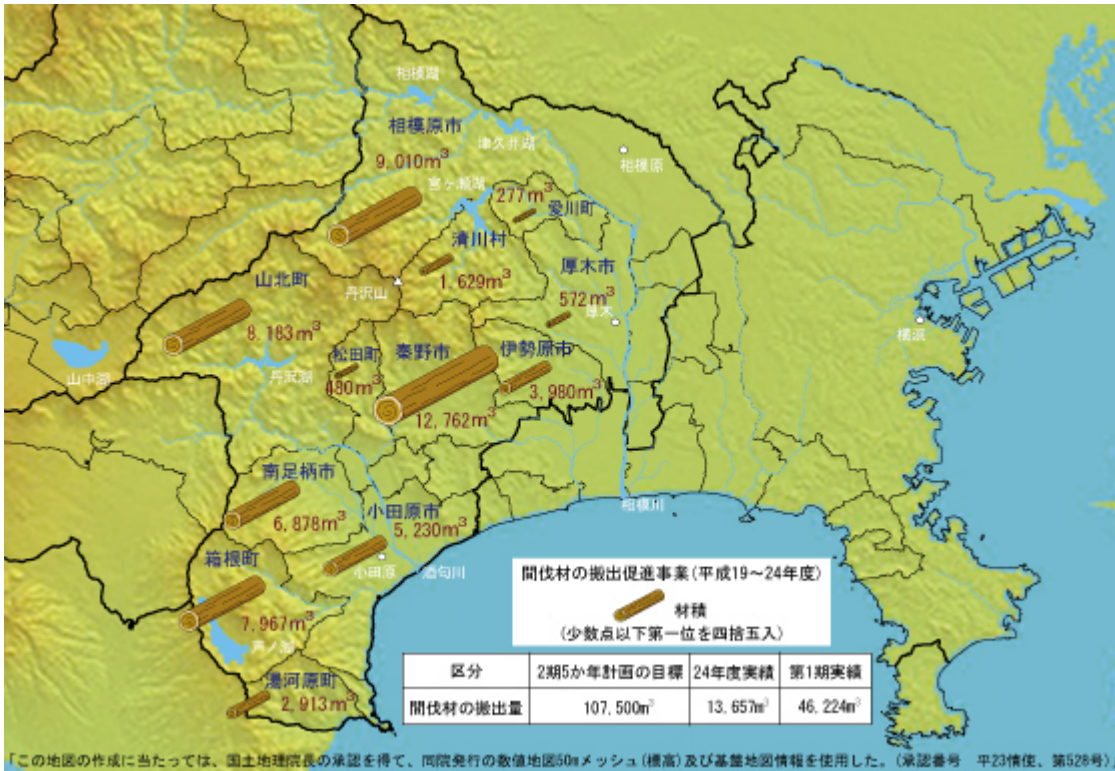 相模湖
相模原市
津久井湖
9,010m³
相模原
宮ヶ瀬湖
277m³
愛川町
清川村
厚木市
山北町
丹沢山
1,629m³
572m³
厚木
8,183m³
横浜
松田町
秦野市
伊勢原市
山中湖
丹沢湖
480m³
3,980m³
12,762m³
南足柄市
相模川
小田原市
6,878m³
5,230m³
箱根町
小田原
酒匂川
7,967m³
芦ノ湖
湯河原町
2,913m³
間伐材の搬出促進事業(平成19~24年度)
材積
(少数点以下第一位を四捨五入)
区分 2期5か年計画の目標 24年度実績 第1期実績
間伐材の搬出量 107,500m³ 13,657m³ 46,224m³
「この地図の作成に当たっては、国土地理院長の承認を得て、同院発行の数値地図50mメッシュ(標高)及び基盤地図情報を使用した。(承認番号 平23情使、第528号)